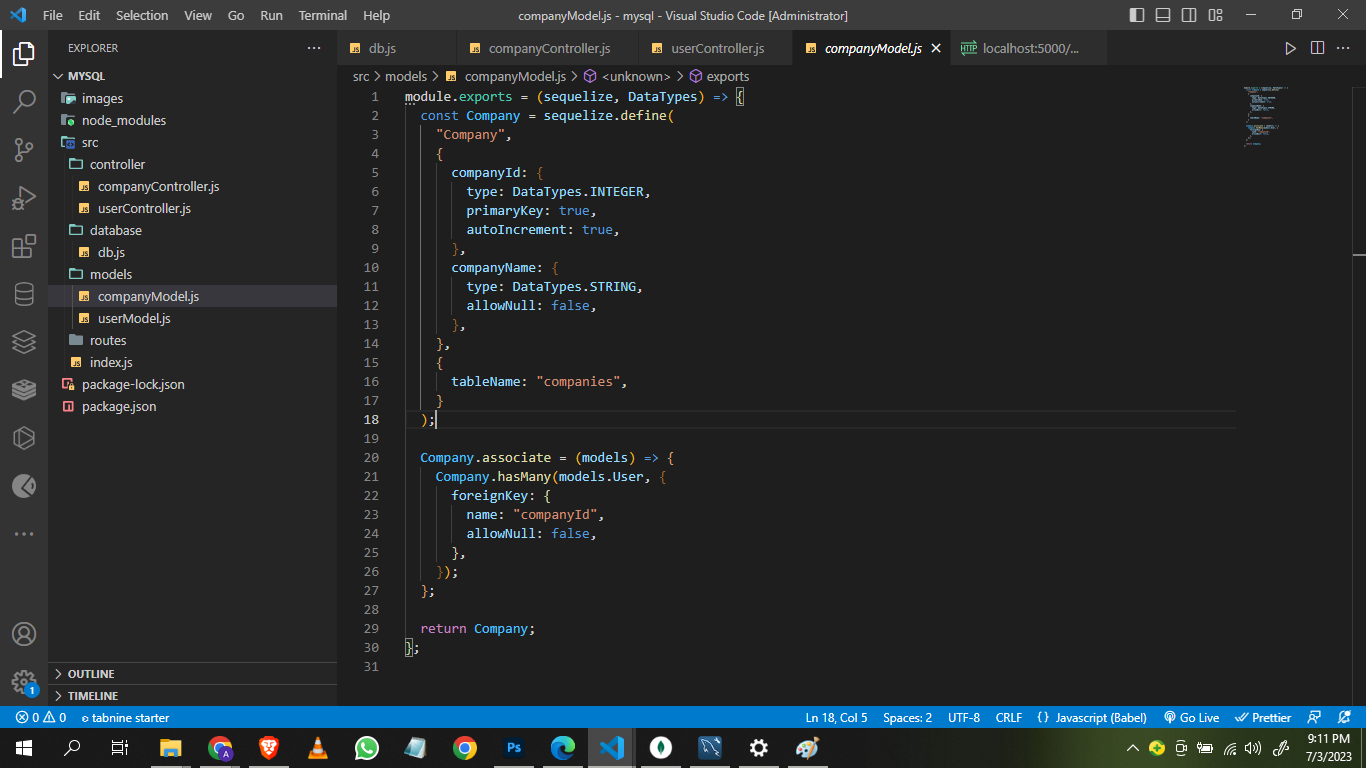 File Edit Selection View Go Run Terminal Help companyModel.js - mysql - Visual Studio Code [Administrator]
EXPLORER
MYSQL
images
node_modules
src
controller
companyController.js
userController.js
database
db.js
models
companyModel.js
userModel.js
routes
index.js
package-lock.json
package.json
OUTLINE
TIMELINE
1
db.js companyController.js userController.js companyModel.js HTTP localhost:5000/...
src > models > companyModel.js > <unknown> > exports
1 module.exports = (sequelize, DataTypes) => {
2 const Company = sequelize.define(
3 "Company",
4 {
5 companyId: {
6 type: DataTypes.INTEGER,
7 primaryKey: true,
8 autoIncrement: true,
9 },
10 companyName: {
11 type: DataTypes.STRING,
12 allowNull: false,
13 },
14 },
15 {
16 tableName: "companies",
17 }
18 );
19
20 Company.associate = (models) => {
21 Company.hasMany(models.User, {
22 foreignKey: {
23 name: "companyId",
24 allowNull: false,
25 },
26 });
27 };
28
29 return Company;
30 };
31
0 0 tabnine starter Ln 18, Col 5 Spaces: 2 UTF-8 CRLF {} Javascript (Babel) Go Live Prettier
A Ps 9:11 PM
7/3/2023